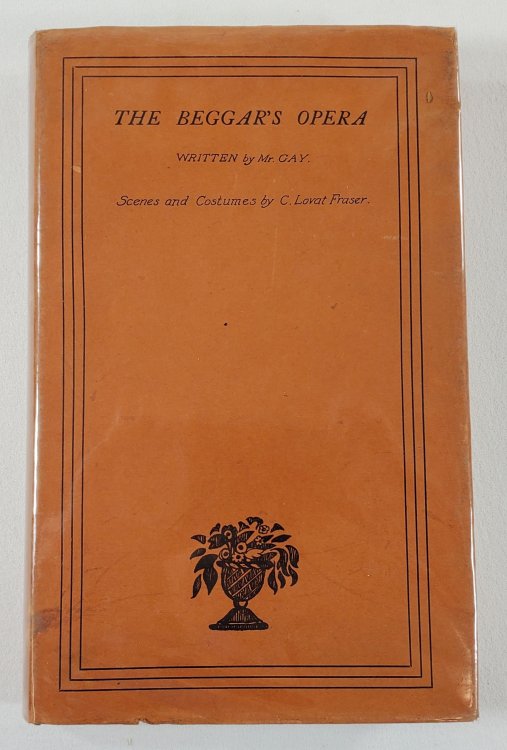 THE BEGGAR'S OPERA
WRITTEN by Mr. GAY.
Scenes and Costumes by C. Lovat Fraser.